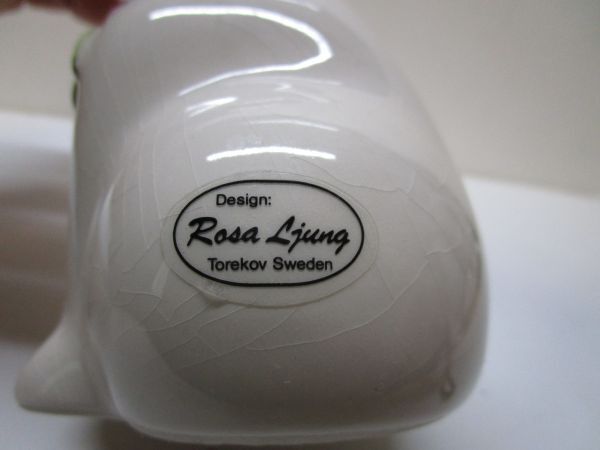 Design:
Rosa Ljung
Torekov Sweden